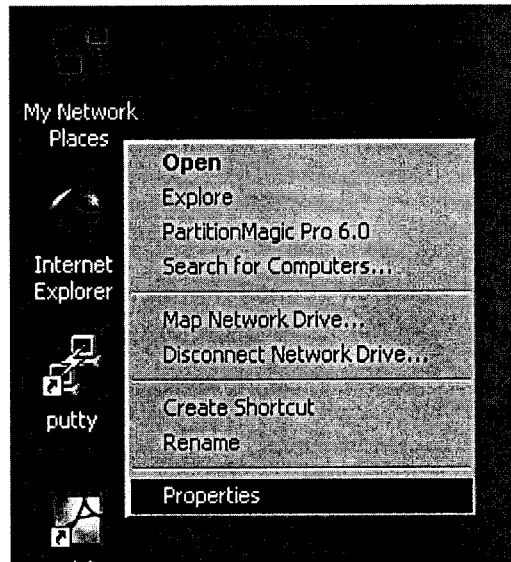 My Network
Places
Open
Explore
PartitionMagic Pro 6.0
Search for Computers...
Internet
Explorer
Map Network Drive...
Disconnect Network Drive...
putty
Create Shortcut
Rename
Properties